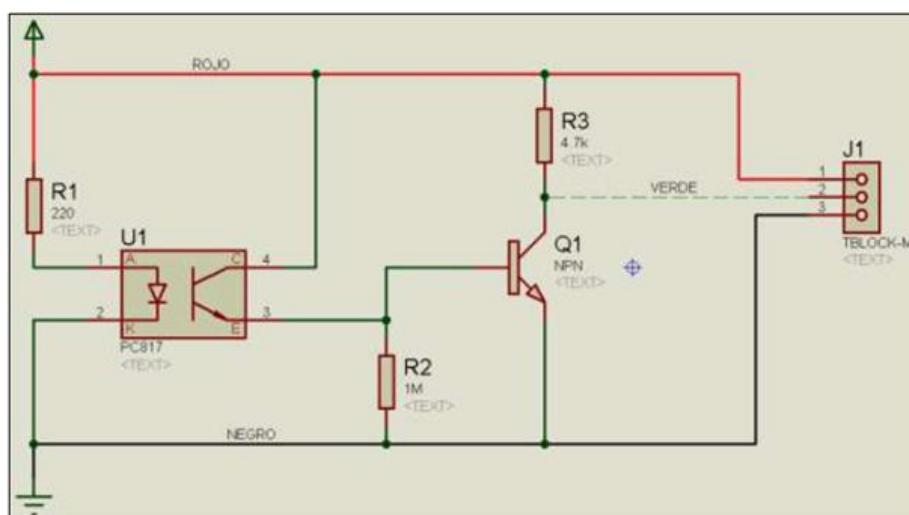 ROJO
R1
220
<TEXT>
U1
1
A
C
4
2
K
E
3
PC817
<TEXT>
R2
1M
<TEXT>
NEGRO
R3
4.7k
<TEXT>
VERDE
Q1
NPN
<TEXT>
J1
1
2
3
TBLOCK-M
<TEXT>